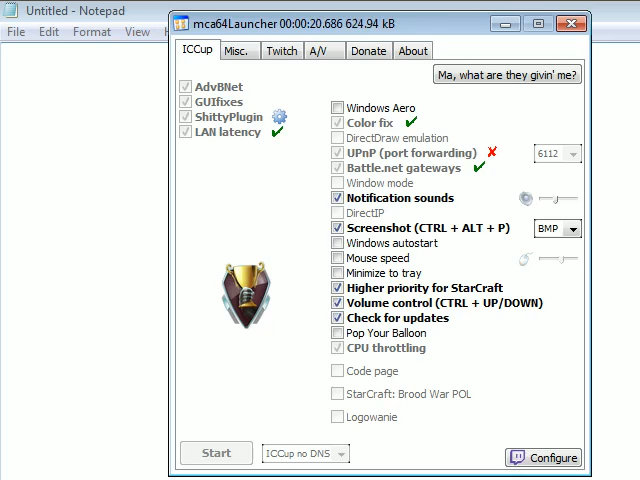 Untitled - Notepad
File Edit Format View H
mca64Launcher 00:00:20.686 624.94 kB
ICCup Misc. Twitch A/V Donate About
Ma, what are they givin' me?
AdvBNet
GUIfixes
ShittyPlugin
LAN latency
Windows Aero
Color fix
DirectDraw emulation
UPnP (port forwarding) 6112
Battle.net gateways
Window mode
Notification sounds
DirectIP
Screenshot (CTRL + ALT + P) BMP
Windows autostart
Mouse speed
Minimize to tray
Higher priority for StarCraft
Volume control (CTRL + UP/DOWN)
Check for updates
Pop Your Balloon
CPU throttling
Code page
StarCraft: Brood War POL
Logowanie
Start ICCup no DNS Configure